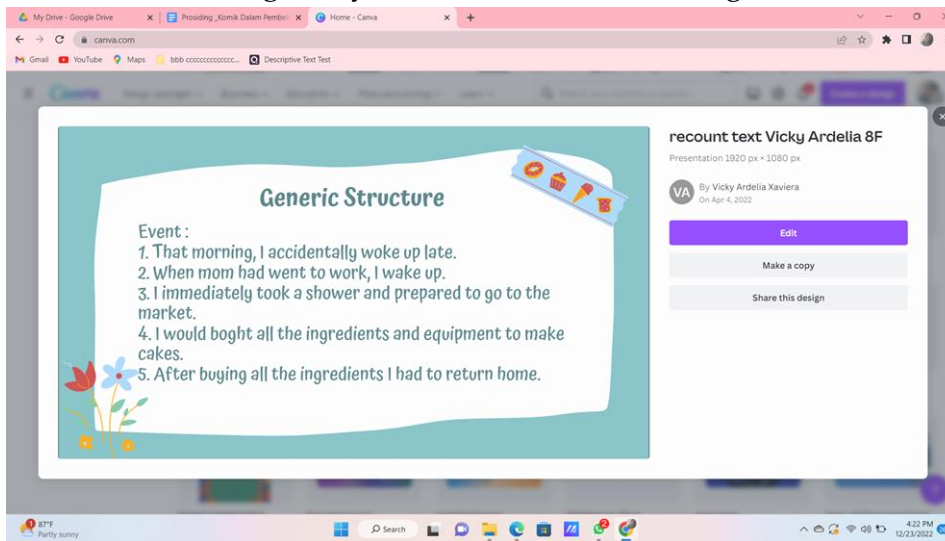 My Drive - Google Drive
Prosiding _Komik Dalam Pembel
Home - Canva
canva.com
Gmail
YouTube
Maps
bbb cccccccccccccc...
Descriptive Text Test
Canva
Generic Structure
Event :
1. That morning, I accidentally woke up late.
2. When mom had went to work, I wake up.
3. I immediately took a shower and prepared to go to the
market.
4. I would boght all the ingredients and equipment to make
cakes.
5. After buying all the ingredients I had to return home.
recount text Vicky Ardelia 8F
Presentation 1920 px × 1080 px
VA
By Vicky Ardelia Xaviera
On Apr 4, 2022
Edit
Make a copy
Share this design
87°F
Partly sunny
Search
4:22 PM
12/23/2022